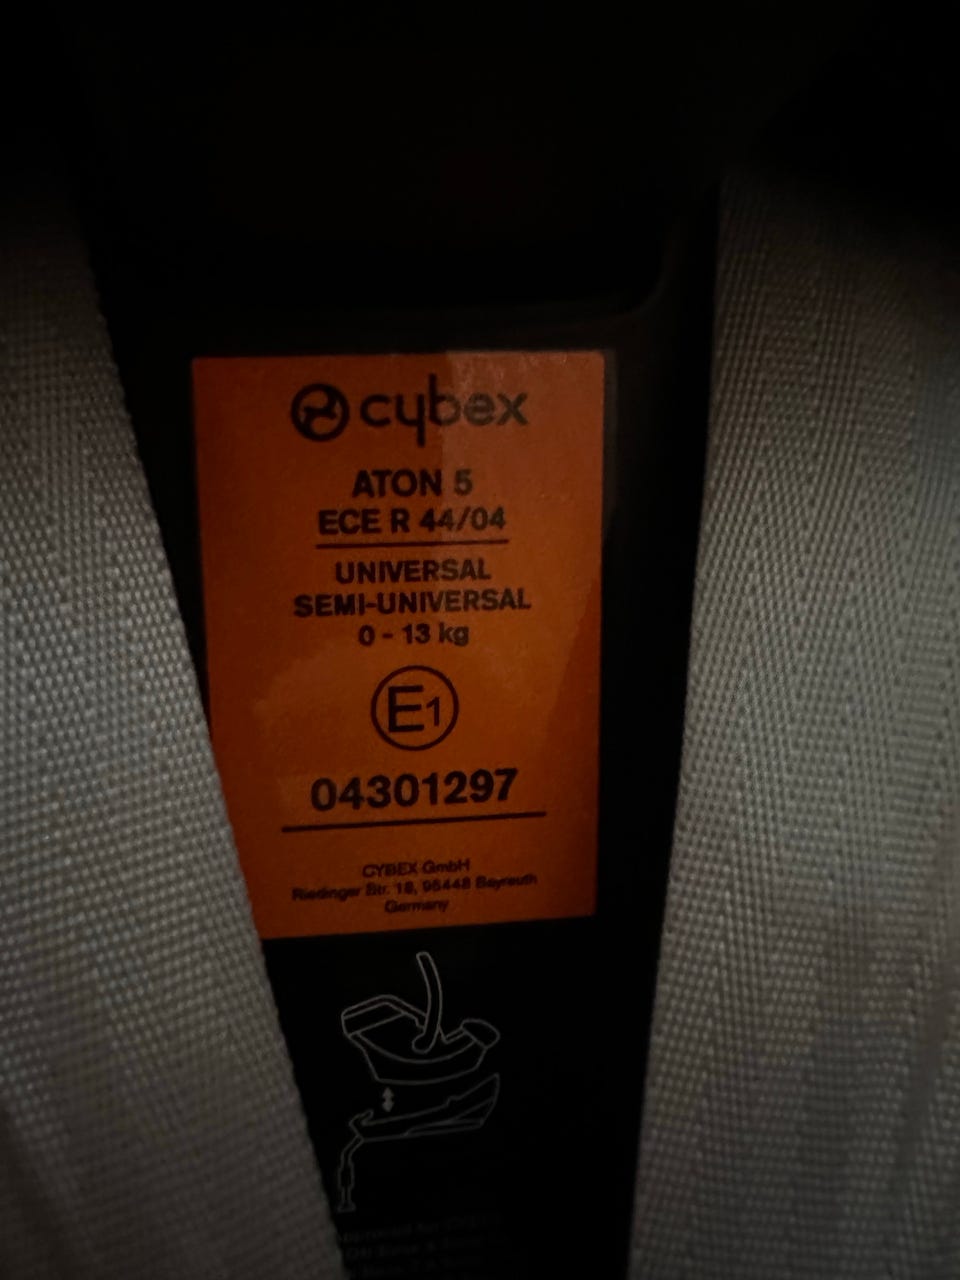 cybex
ATON 5
ECE R 44/04
UNIVERSAL
SEMI-UNIVERSAL
0 - 13 kg
E1
04301297
CYBEX GmbH
Riedinger Str. 18, 95448 Bayreuth
Germany